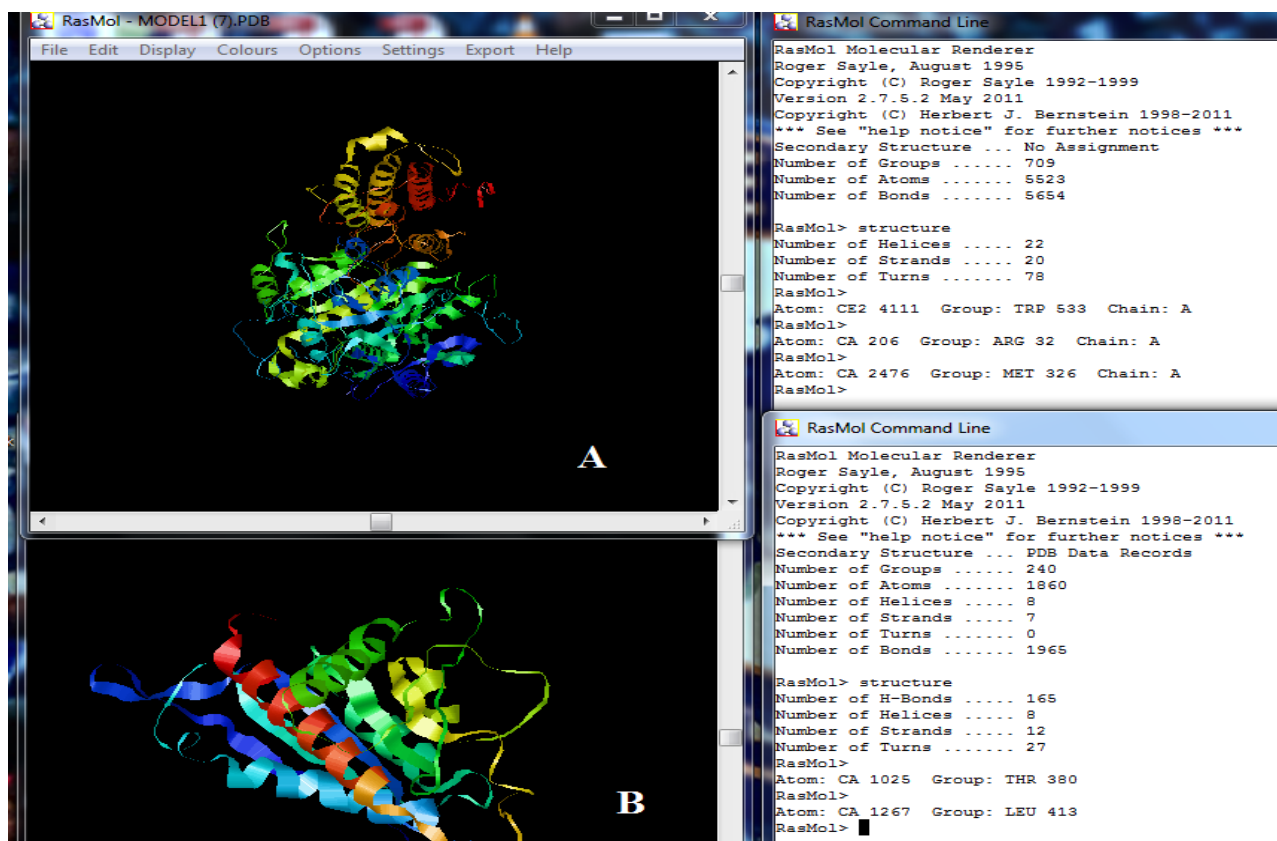 RasMol - MODEL1 (7).PDB
File Edit Display Colours Options Settings Export Help
A
B
RasMol Command Line
RasMol Molecular Renderer
Roger Sayle, August 1995
Copyright (C) Roger Sayle 1992-1999
Version 2.7.5.2 May 2011
Copyright (C) Herbert J. Bernstein 1998-2011
*** See "help notice" for further notices ***
Secondary Structure ... No Assignment
Number of Groups ...... 709
Number of Atoms ....... 5523
Number of Bonds ....... 5654
RasMol> structure
Number of Helices ..... 22
Number of Strands ..... 20
Number of Turns ....... 78
RasMol>
Atom: CE2 4111 Group: TRP 533 Chain: A
RasMol>
Atom: CA 206 Group: ARG 32 Chain: A
RasMol>
Atom: CA 2476 Group: MET 326 Chain: A
RasMol>
RasMol Command Line
RasMol Molecular Renderer
Roger Sayle, August 1995
Copyright (C) Roger Sayle 1992-1999
Version 2.7.5.2 May 2011
Copyright (C) Herbert J. Bernstein 1998-2011
*** See "help notice" for further notices ***
Secondary Structure ... PDB Data Records
Number of Groups ...... 240
Number of Atoms ....... 1860
Number of Helices ..... 8
Number of Strands ..... 7
Number of Turns ....... 0
Number of Bonds ....... 1965
RasMol> structure
Number of H-Bonds ..... 165
Number of Helices ..... 8
Number of Strands ..... 12
Number of Turns ....... 27
RasMol>
Atom: CA 1025 Group: THR 380
RasMol>
Atom: CA 1267 Group: LEU 413
RasMol>